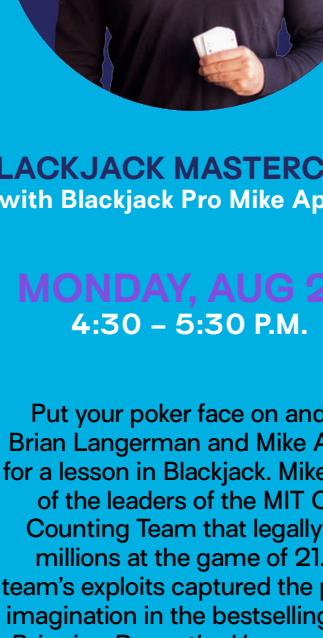 LACKJACK MASTERC
with Blackjack Pro Mike Ap
MONDAY, AUG 2
4:30 – 5:30 P.M.
Put your poker face on and
Brian Langerman and Mike A
for a lesson in Blackjack. Mike
of the leaders of the MIT C
Counting Team that legally
millions at the game of 21.
team's exploits captured the p
imagination in the bestselling